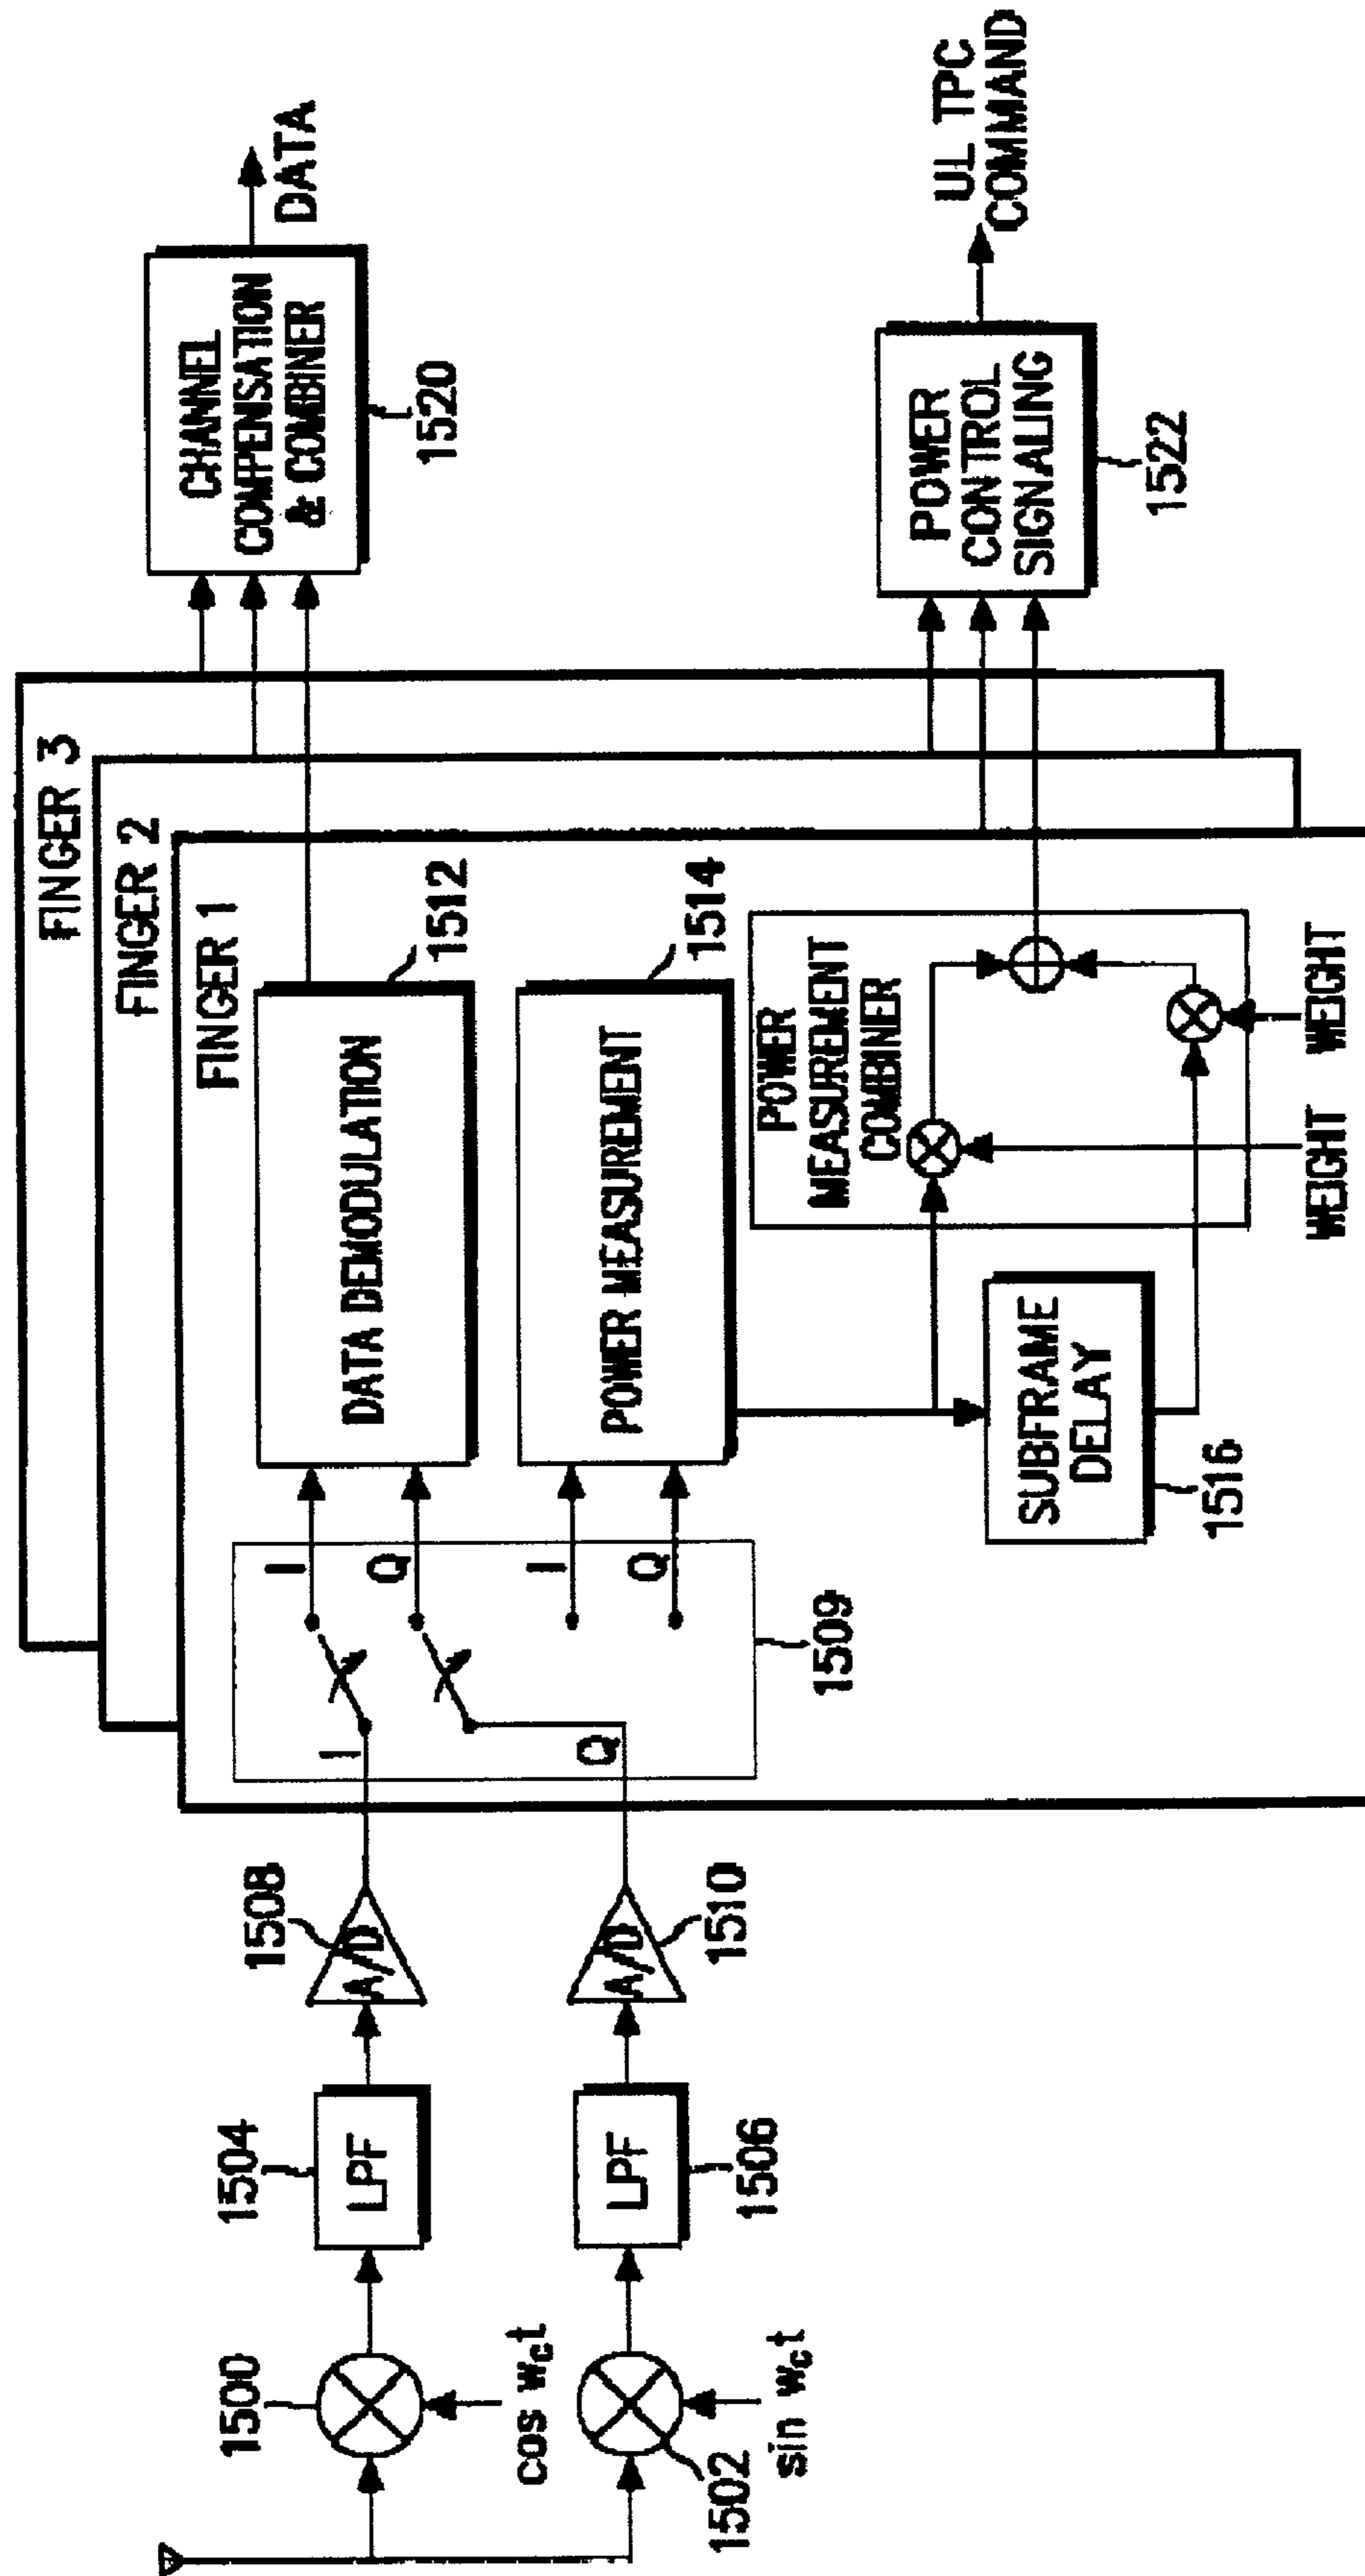 1500
cos wct
1502
sin wct
1504
LPF
1506
LPF
1508
A/D
1510
A/D
FINGER 3
FINGER 2
FINGER 1
I
Q
I
Q
I
Q
1509
DATA DEMODULATION
1512
POWER MEASUREMENT
1514
SUBFRAME
DELAY
1516
POWER
MEASUREMENT
COMBINER
WEIGHT
WEIGHT
CHANNEL
COMPENSATION
& COMBINER
1520
DATA
POWER
CONTROL
SIGNALING
1522
UL TPC
COMMAND